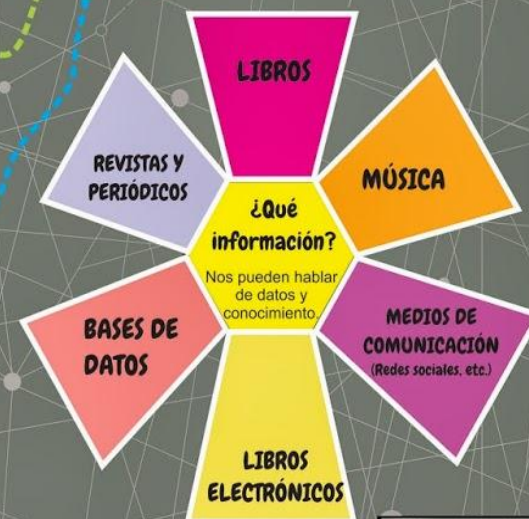 LIBROS
MÚSICA
MEDIOS DE
COMUNICACIÓN
(Redes sociales, etc.)
LIBROS
ELECTRÓNICOS
BASES DE
DATOS
REVISTAS Y
PERIÓDICOS
¿Qué
información?
Nos pueden hablar
de datos y
conocimiento.